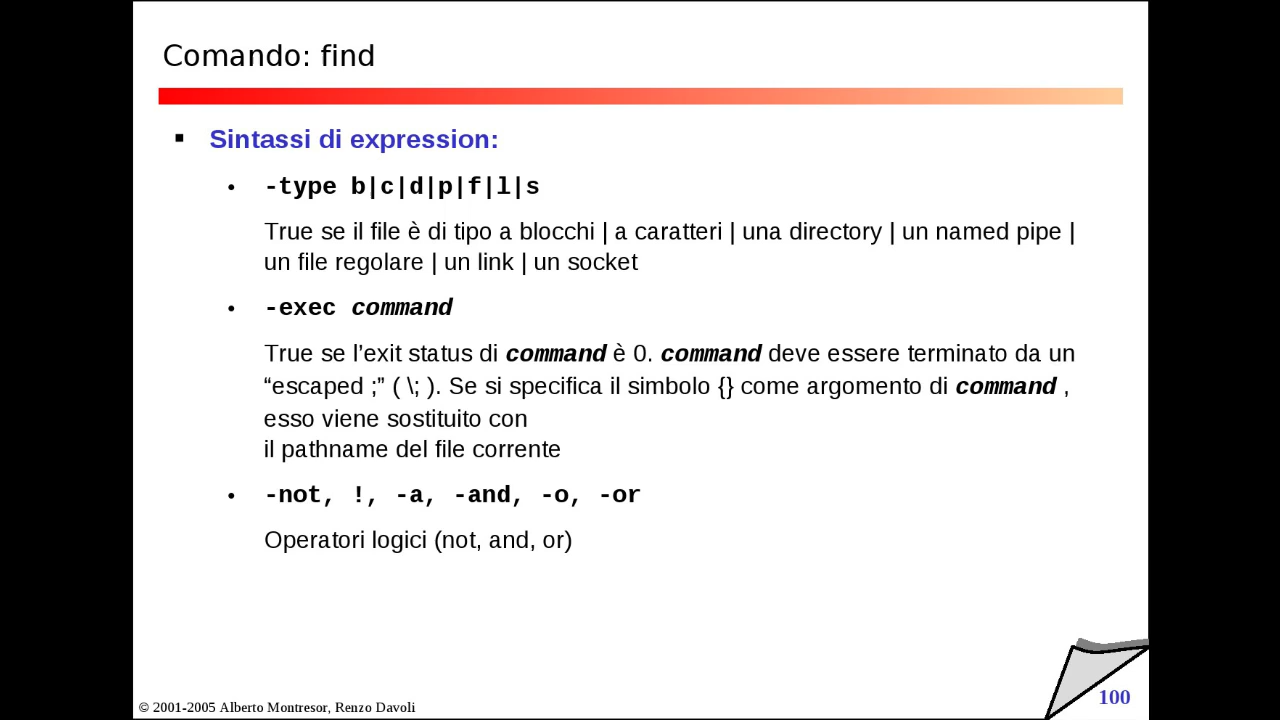 Comando: find
Sintassi di expression:
-type b|c|d|p|f|l|s
True se il file è di tipo a blocchi | a caratteri | una directory | un named pipe |
un file regolare | un link | un socket
-exec command
True se l’exit status di command è 0. command deve essere terminato da un
“escaped ;” ( \; ). Se si specifica il simbolo {} come argomento di command ,
esso viene sostituito con
il pathname del file corrente
-not, !, -a, -and, -o, -or
Operatori logici (not, and, or)
© 2001-2005 Alberto Montresor, Renzo Davoli
100